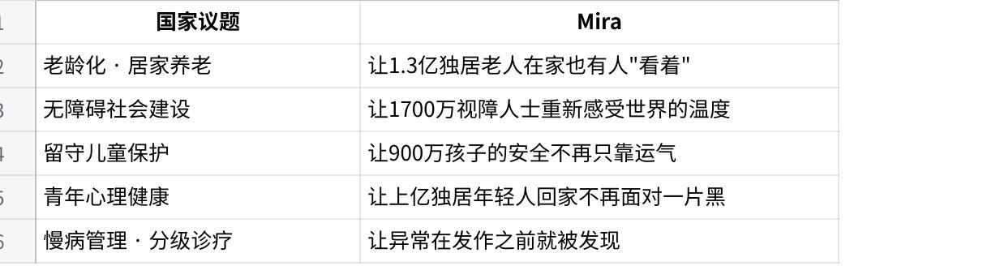 国家议题 Mira
2 老龄化 · 居家养老 让1.3亿独居老人在家也有人"看着"
3 无障碍社会建设 让1700万视障人士重新感受世界的温度
4 留守儿童保护 让900万孩子的安全不再只靠运气
5 青年心理健康 让上亿独居年轻人回家不再面对一片黑
6 慢病管理 · 分级诊疗 让异常在发作之前就被发现